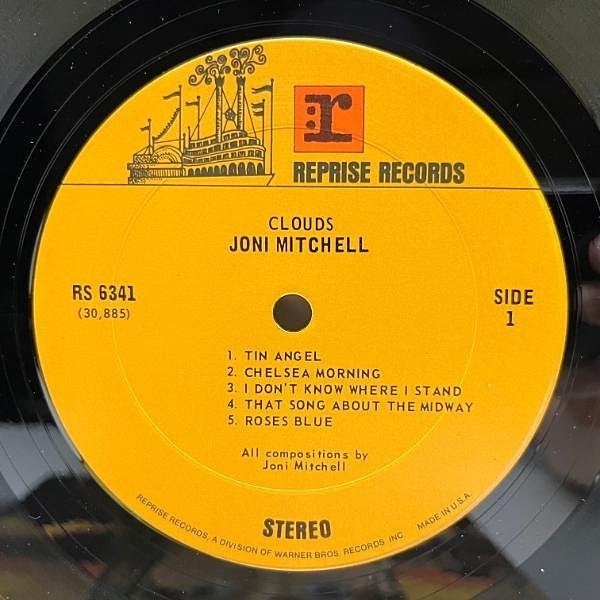 r
REPRISE RECORDS
CLOUDS
JONI MITCHELL
RS 6341
(30,885)
SIDE
1
1. TIN ANGEL
2. CHELSEA MORNING
3. I DON'T KNOW WHERE I STAND
4. THAT SONG ABOUT THE MIDWAY
5. ROSES BLUE
All compositions by
Joni Mitchell
STEREO
REPRISE RECORDS, A DIVISION OF WARNER BROS. RECORDS INC. MADE IN U.S.A.